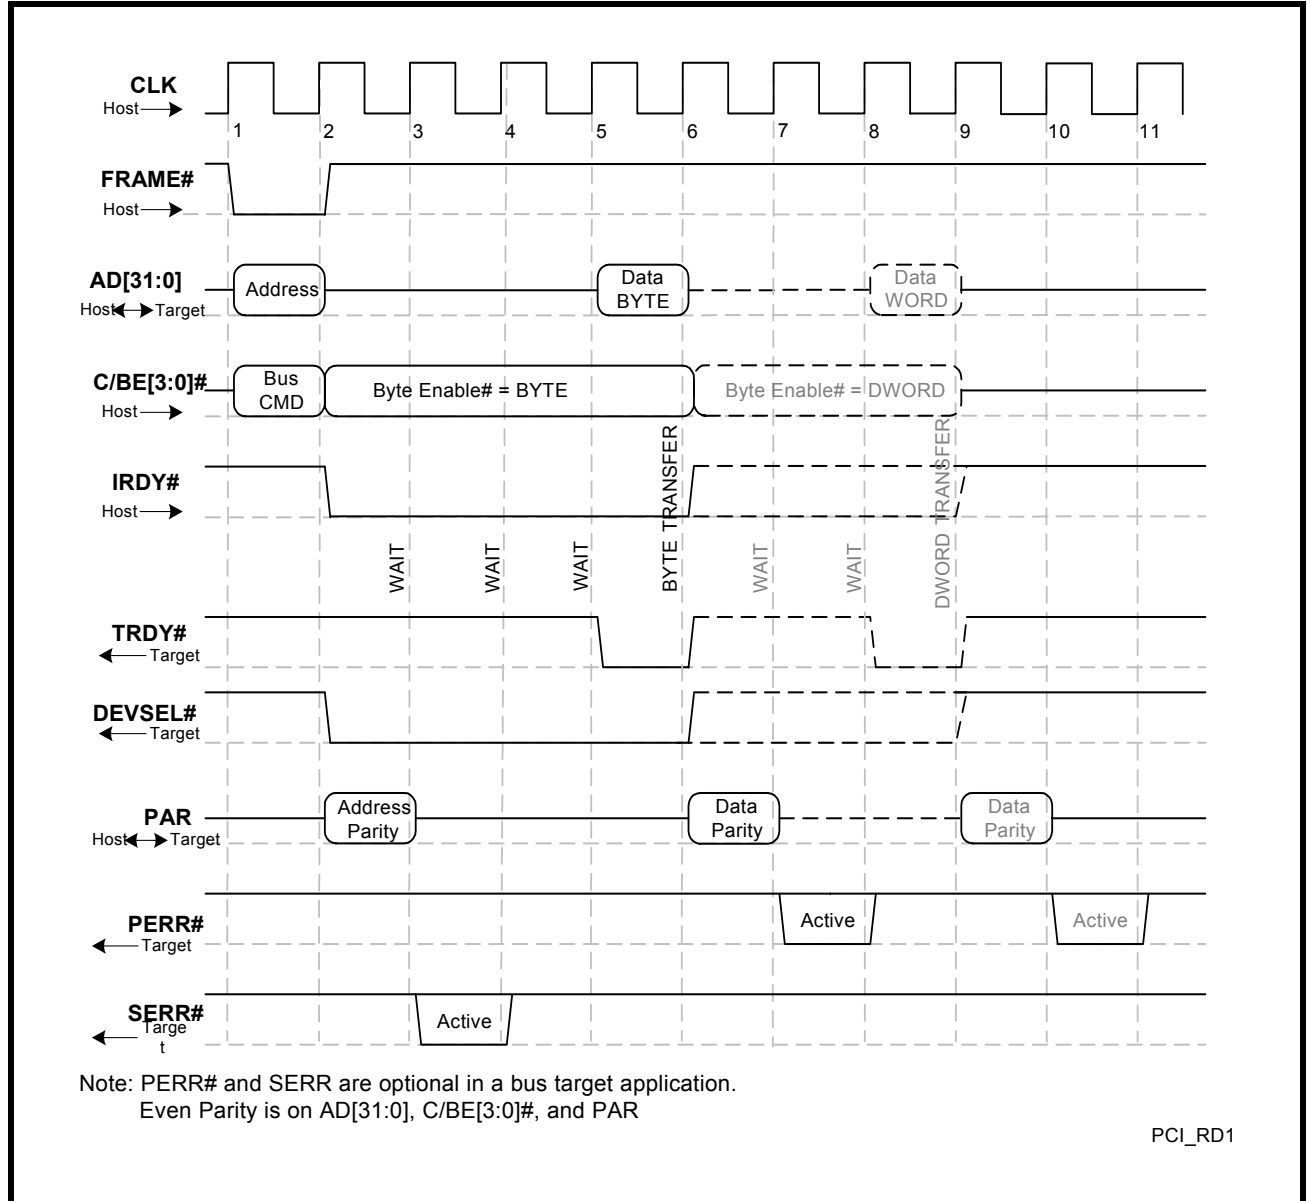 CLK
Host
1 2 3 4 5 6 7 8 9 10 11
FRAME#
Host
AD[31:0]
Host Target
Address
Data
BYTE
Data
WORD
C/BE[3:0]#
Host
Bus
CMD
Byte Enable# = BYTE
Byte Enable# = DWORD
IRDY#
Host
WAIT
WAIT
WAIT
BYTE TRANSFER
WAIT
WAIT
DWORD TRANSFER
TRDY#
Target
DEVSEL#
Target
PAR
Host Target
Address
Parity
Data
Parity
Data
Parity
PERR#
Target
Active
Active
SERR#
Targe
t
Active
Note: PERR# and SERR are optional in a bus target application.
Even Parity is on AD[31:0], C/BE[3:0]#, and PAR
PCI_RD1